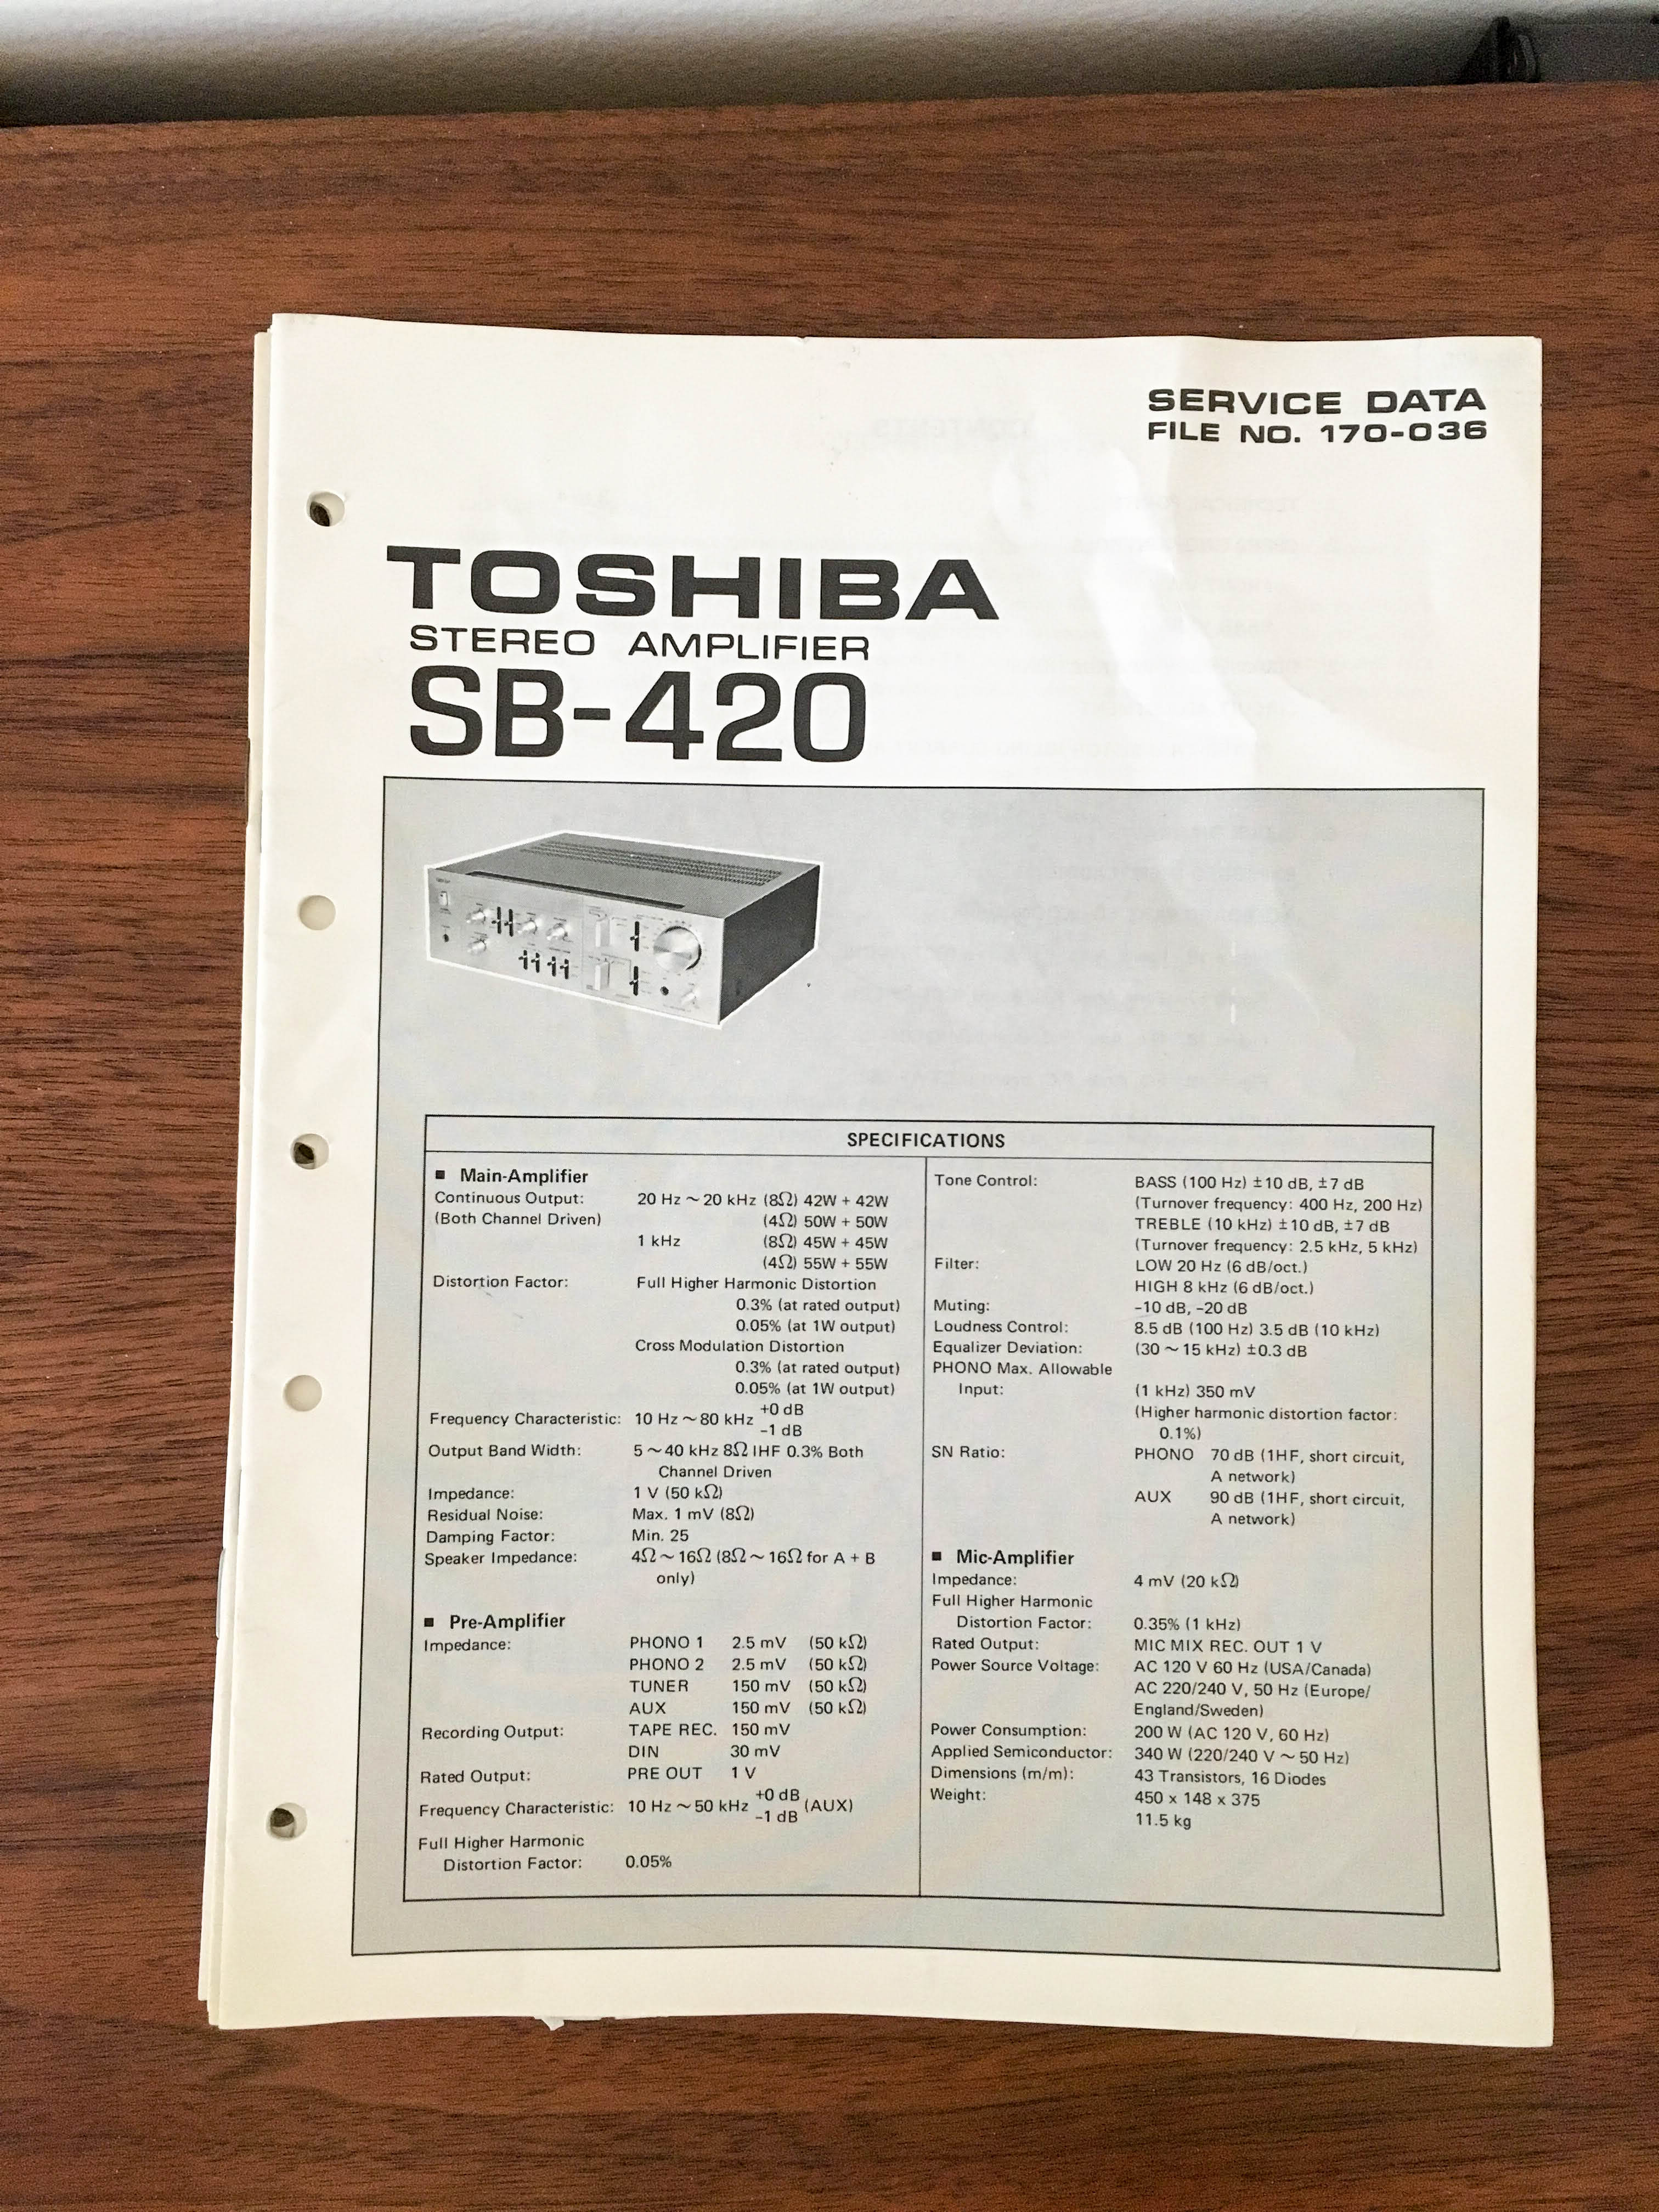 SERVICE DATA
FILE NO. 170-036
TOSHIBA
STEREO AMPLIFIER
SB-420
SPECIFICATIONS
■ Main-Amplifier
Continuous Output: 20 Hz ~ 20 kHz (8Ω) 42W + 42W
(Both Channel Driven) (4Ω) 50W + 50W
1 kHz (8Ω) 45W + 45W
(4Ω) 55W + 55W
Distortion Factor: Full Higher Harmonic Distortion
0.3% (at rated output)
0.05% (at 1W output)
Cross Modulation Distortion
0.3% (at rated output)
0.05% (at 1W output)
Frequency Characteristic: 10 Hz ~ 80 kHz +0 dB
-1 dB
Output Band Width: 5 ~ 40 kHz 8Ω IHF 0.3% Both
Channel Driven
Impedance: 1 V (50 kΩ)
Residual Noise: Max. 1 mV (8Ω)
Damping Factor: Min. 25
Speaker Impedance: 4Ω ~ 16Ω (8Ω ~ 16Ω for A + B
only)
■ Pre-Amplifier
Impedance: PHONO 1 2.5 mV (50 kΩ)
PHONO 2 2.5 mV (50 kΩ)
TUNER 150 mV (50 kΩ)
AUX 150 mV (50 kΩ)
Recording Output: TAPE REC. 150 mV
DIN 30 mV
Rated Output: PRE OUT 1 V
Frequency Characteristic: 10 Hz ~ 50 kHz +0 dB
-1 dB (AUX)
Full Higher Harmonic
Distortion Factor: 0.05%
Tone Control: BASS (100 Hz) ±10 dB, ±7 dB
(Turnover frequency: 400 Hz, 200 Hz)
TREBLE (10 kHz) ±10 dB, ±7 dB
(Turnover frequency: 2.5 kHz, 5 kHz)
Filter: LOW 20 Hz (6 dB/oct.)
HIGH 8 kHz (6 dB/oct.)
Muting: -10 dB, -20 dB
Loudness Control: 8.5 dB (100 Hz) 3.5 dB (10 kHz)
Equalizer Deviation: (30 ~ 15 kHz) ±0.3 dB
PHONO Max. Allowable
Input: (1 kHz) 350 mV
(Higher harmonic distortion factor:
0.1%)
SN Ratio: PHONO 70 dB (1HF, short circuit,
A network)
AUX 90 dB (1HF, short circuit,
A network)
■ Mic-Amplifier
Impedance: 4 mV (20 kΩ)
Full Higher Harmonic
Distortion Factor: 0.35% (1 kHz)
Rated Output: MIC MIX REC. OUT 1 V
Power Source Voltage: AC 120 V 60 Hz (USA/Canada)
AC 220/240 V, 50 Hz (Europe/
England/Sweden)
Power Consumption: 200 W (AC 120 V, 60 Hz)
Applied Semiconductor: 340 W (220/240 V ~ 50 Hz)
Dimensions (m/m): 43 Transistors, 16 Diodes
Weight: 450 x 148 x 375
11.5 kg